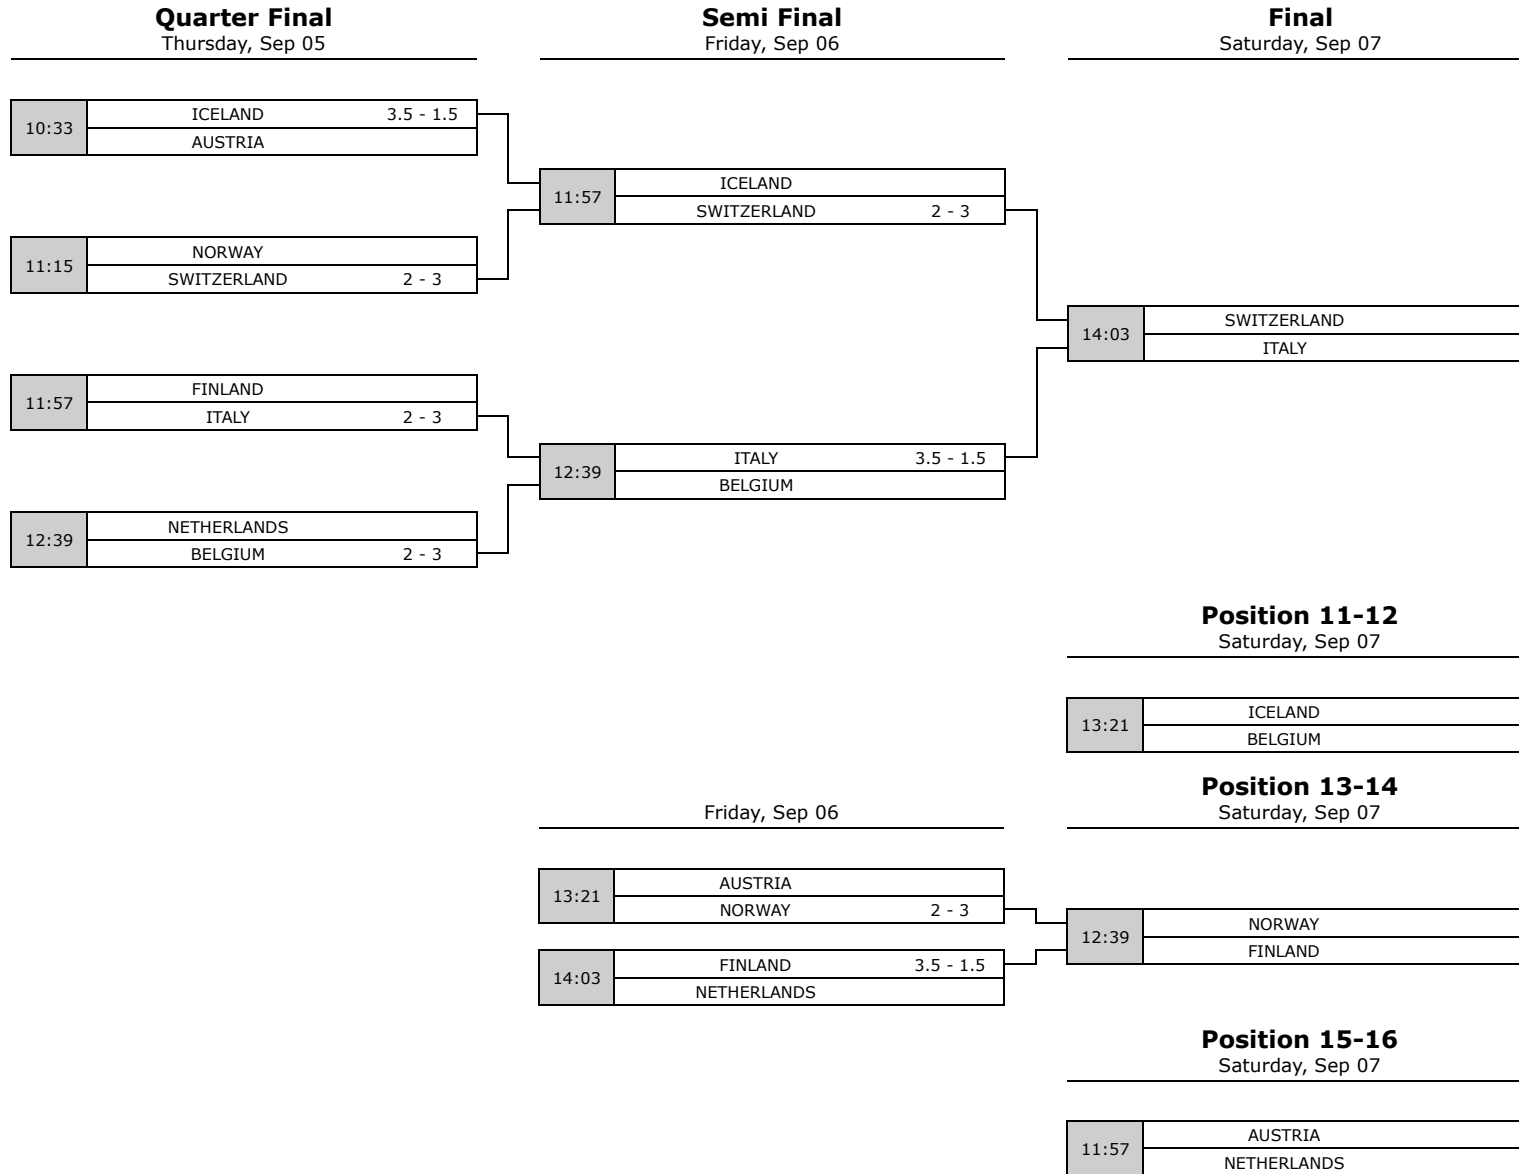 Quarter Final
Thursday, Sep 05
Semi Final
Friday, Sep 06
Final
Saturday, Sep 07
10:33
ICELAND 3.5 - 1.5
AUSTRIA
11:15
NORWAY
SWITZERLAND 2 - 3
11:57
FINLAND
ITALY 2 - 3
12:39
NETHERLANDS
BELGIUM 2 - 3
11:57
ICELAND
SWITZERLAND 2 - 3
12:39
ITALY 3.5 - 1.5
BELGIUM
14:03
SWITZERLAND
ITALY
Position 11-12
Saturday, Sep 07
13:21
ICELAND
BELGIUM
Friday, Sep 06
13:21
AUSTRIA
NORWAY 2 - 3
14:03
FINLAND 3.5 - 1.5
NETHERLANDS
Position 13-14
Saturday, Sep 07
12:39
NORWAY
FINLAND
Position 15-16
Saturday, Sep 07
11:57
AUSTRIA
NETHERLANDS